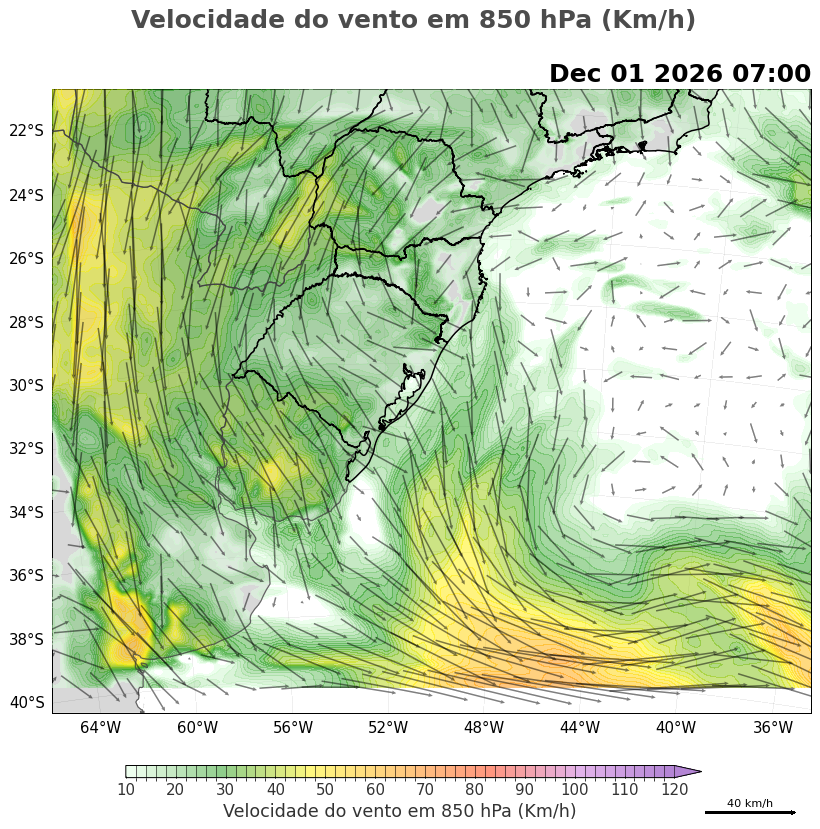 Velocidade do vento em 850 hPa (Km/h)
Dec 01 2026 07:00
22°S
24°S
26°S
28°S
30°S
32°S
34°S
36°S
38°S
40°S
64°W 60°W 56°W 52°W 48°W 44°W 40°W 36°W
10 20 30 40 50 60 70 80 90 100 110 120
Velocidade do vento em 850 hPa (Km/h)
40 km/h